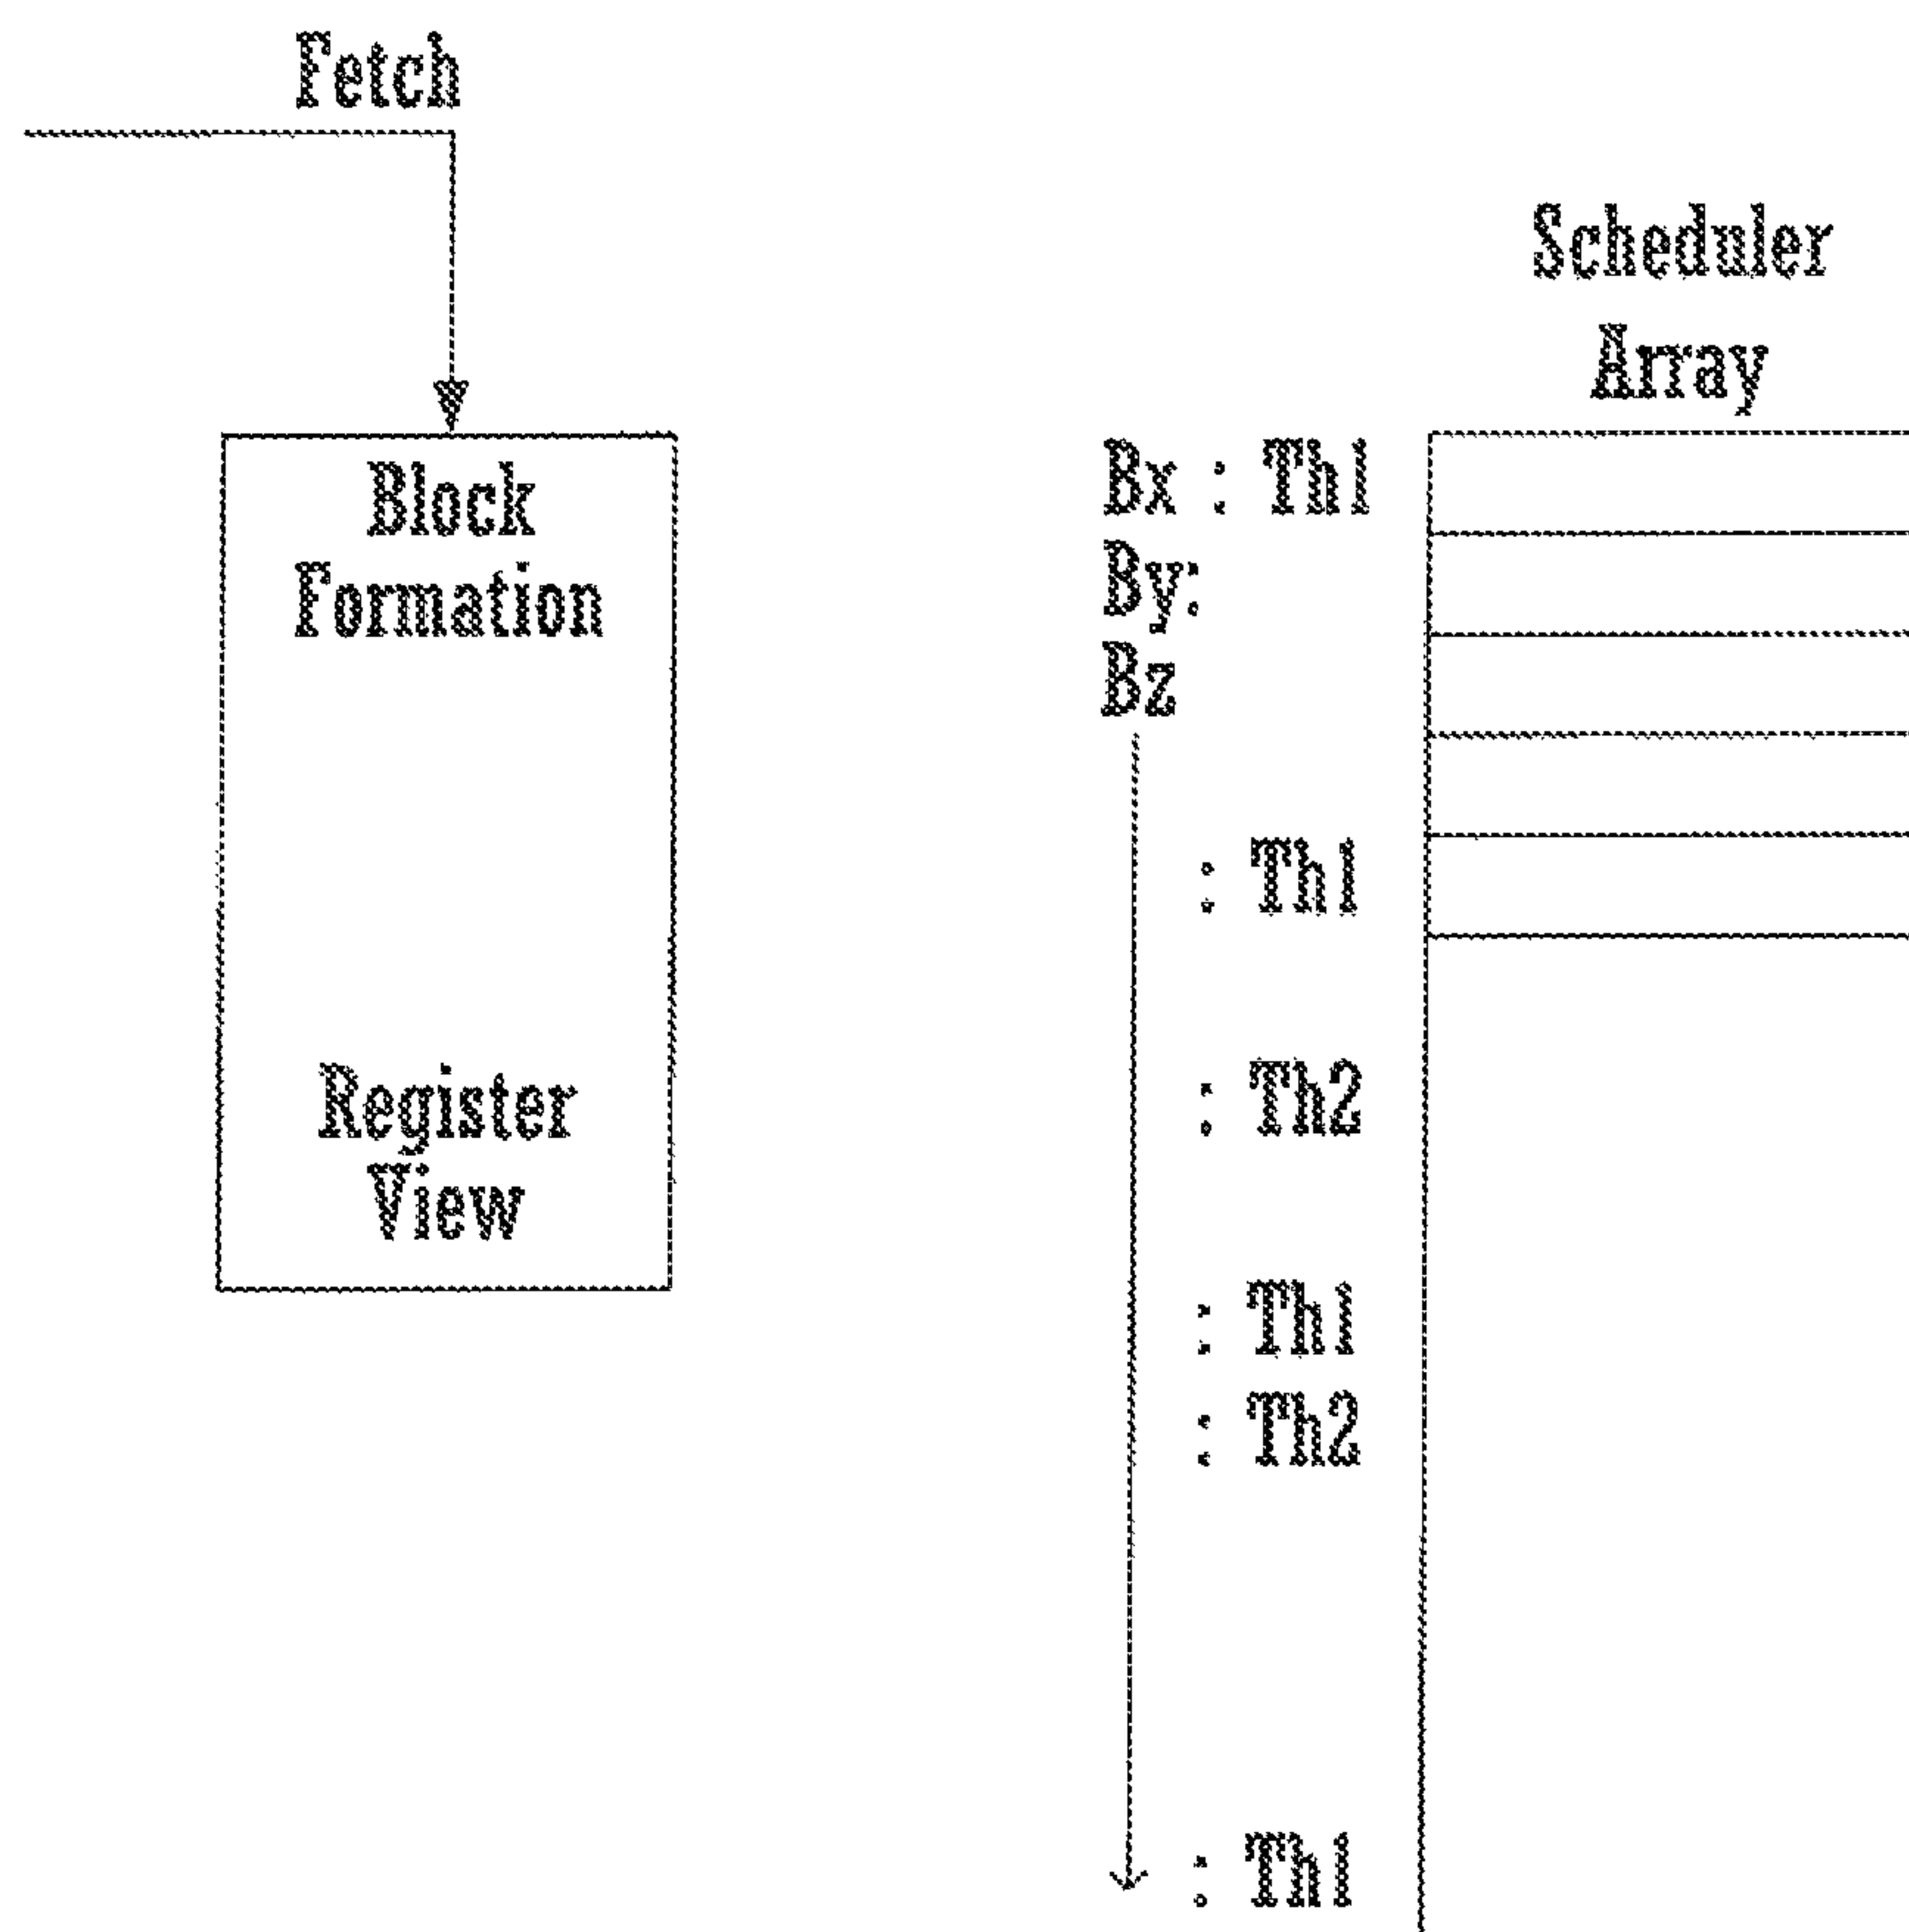 Fetch
Block
Formation
Register
View
Scheduler
Array
Bx : Th1
By:
Bz
: Th1
: Th2
: Th1
: Th2
: Th1